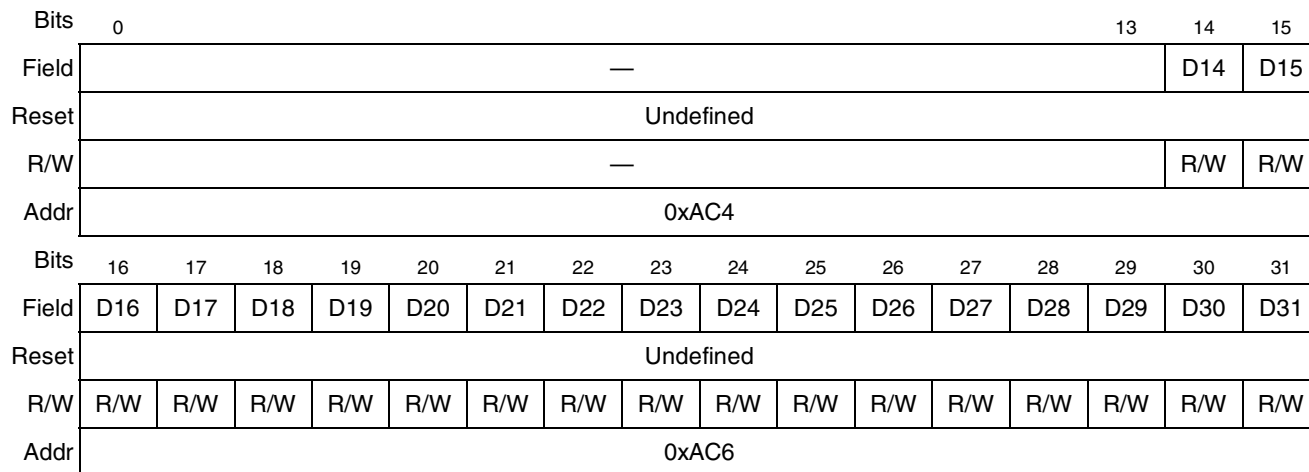 Bits 0 13 14 15
Field — D14 D15
Reset Undefined
R/W — R/W R/W
Addr 0xAC4
Bits 16 17 18 19 20 21 22 23 24 25 26 27 28 29 30 31
Field D16 D17 D18 D19 D20 D21 D22 D23 D24 D25 D26 D27 D28 D29 D30 D31
Reset Undefined
R/W R/W R/W R/W R/W R/W R/W R/W R/W R/W R/W R/W R/W R/W R/W R/W R/W
Addr 0xAC6